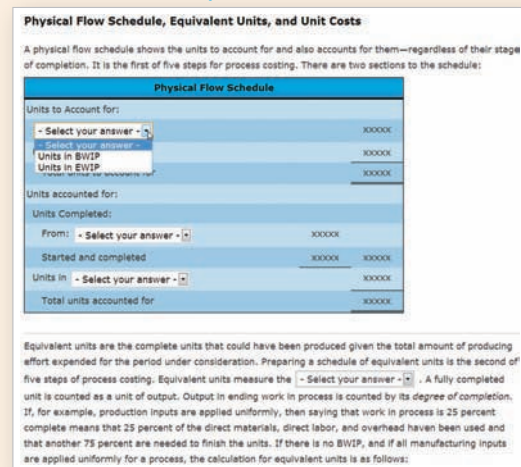 Physical Flow Schedule, Equivalent Units, and Unit Costs
A physical flow schedule shows the units to account for and also accounts for them—regardless of their stage
of completion. It is the first of five steps for process costing. There are two sections to the schedule:
Physical Flow Schedule
Units to Account for:
- Select your answer - XXXXX
- Select your answer -
Units in BWIP XXXXX
Units in EWIP
Total units to account for XXXXX
Units accounted for:
Units Completed:
From: - Select your answer - XXXXX
Started and completed XXXXX XXXXX
Units in - Select your answer - XXXXX
Total units accounted for XXXXX
Equivalent units are the complete units that could have been produced given the total amount of producing
effort expended for the period under consideration. Preparing a schedule of equivalent units is the second of
five steps of process costing. Equivalent units measure the - Select your answer - . A fully completed
unit is counted as a unit of output. Output in ending work in process is counted by its degree of completion.
If, for example, production inputs are applied uniformly, then saying that work in process is 25 percent
complete means that 25 percent of the direct materials, direct labor, and overhead haven been used and
that another 75 percent are needed to finish the units. If there is no BWIP, and if all manufacturing inputs
are applied uniformly for a process, the calculation for equivalent units is as follows: